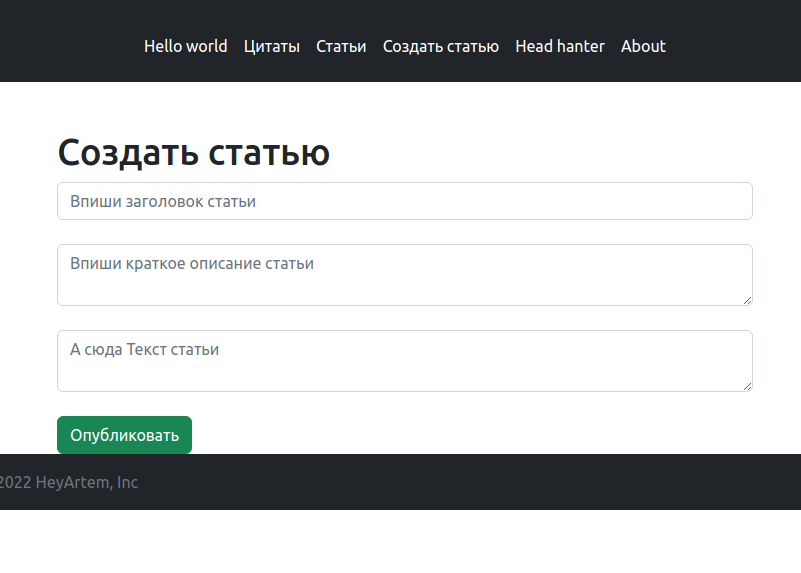 Hello world Цитаты Статьи Создать статью Head hanter About
Создать статью
Впиши заголовок статьи
Впиши краткое описание статьи
А сюда Текст статьи
Опубликовать
2022 HeyArtem, Inc